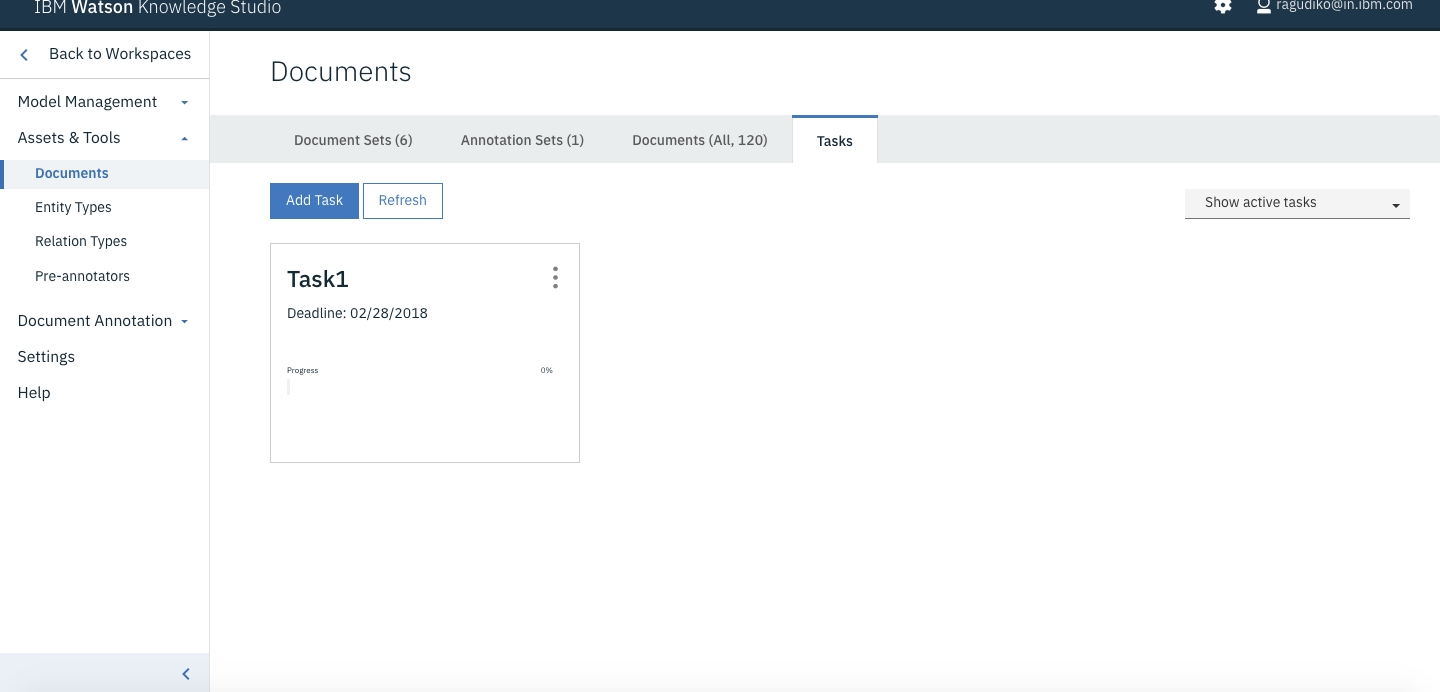 IBM Watson Knowledge Studio
ragudiko@in.ibm.com
Back to Workspaces
Model Management
Assets & Tools
Documents
Entity Types
Relation Types
Pre-annotators
Document Annotation
Settings
Help
Documents
Document Sets (6)
Annotation Sets (1)
Documents (All, 120)
Tasks
Add Task
Refresh
Show active tasks
Task1
Deadline: 02/28/2018
Progress
0%